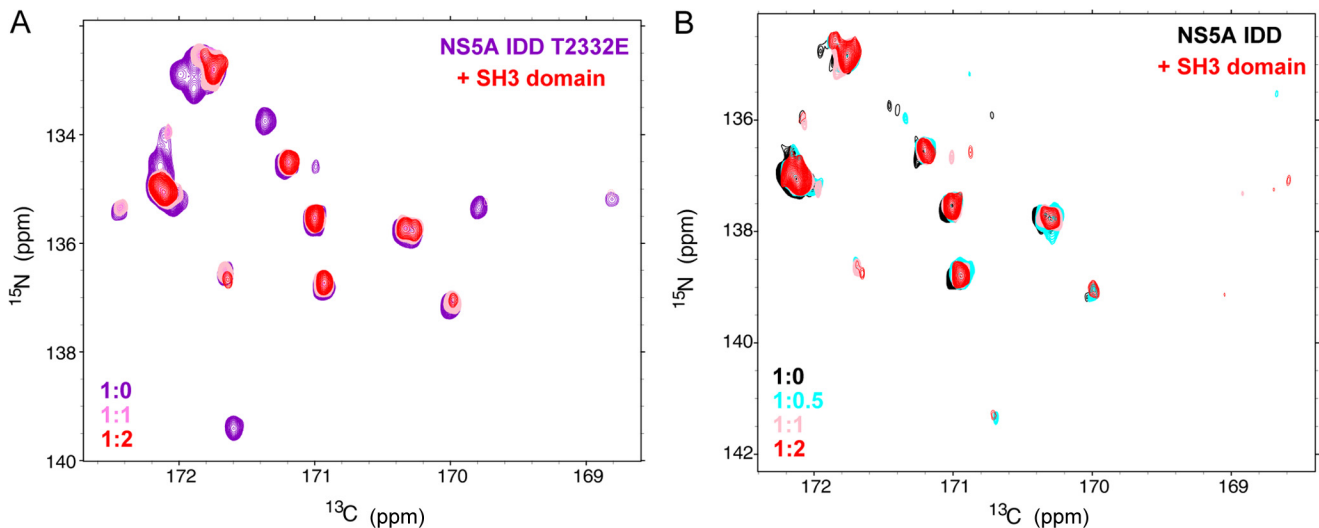 A
NS5A IDD T2332E
+ SH3 domain
134
136
138
140
15N (ppm)
1:0
1:1
1:2
172
171
170
169
13C (ppm)
B
NS5A IDD
+ SH3 domain
136
138
140
142
15N (ppm)
1:0
1:0.5
1:1
1:2
172
171
170
169
13C (ppm)